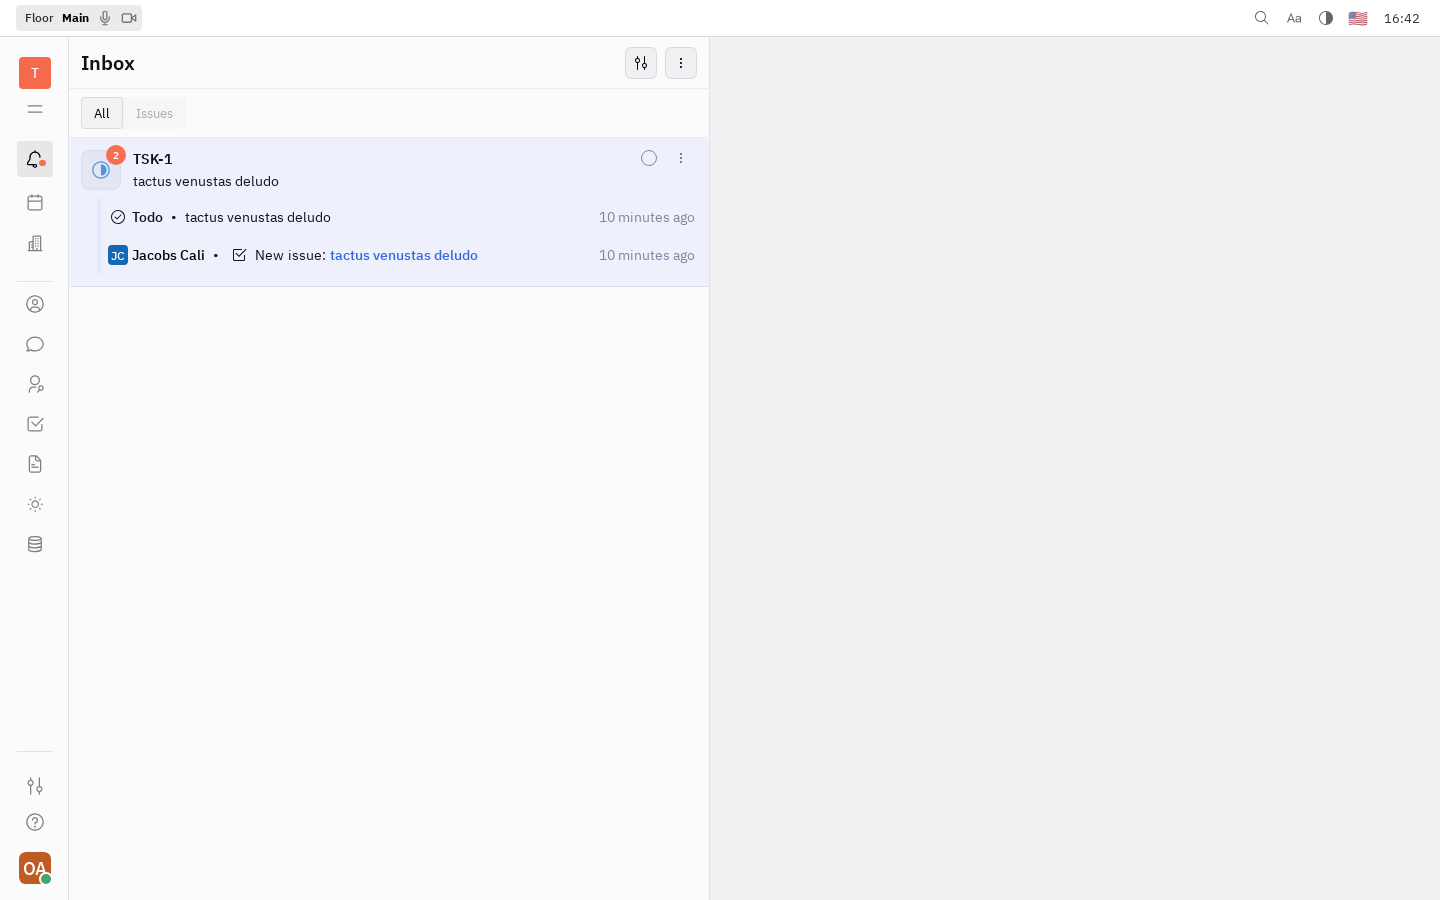 Floor Main
Aa
16:42
T
Inbox
All
Issues
2
TSK-1
tactus venustas deludo
Todo • tactus venustas deludo
10 minutes ago
JC
Jacobs Cali • New issue: tactus venustas deludo
10 minutes ago
OA